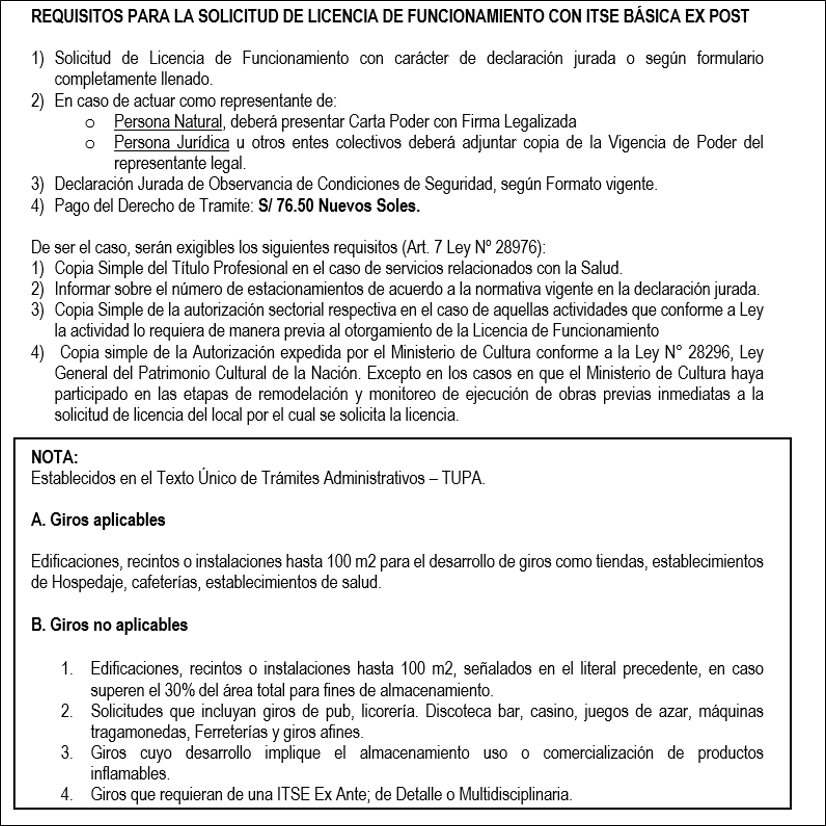 REQUISITOS PARA LA SOLICITUD DE LICENCIA DE FUNCIONAMIENTO CON ITSE BÁSICA EX POST
1) Solicitud de Licencia de Funcionamiento con carácter de declaración jurada o según formulario
completamente llenado.
2) En caso de actuar como representante de:
o Persona Natural, deberá presentar Carta Poder con Firma Legalizada
o Persona Jurídica u otros entes colectivos deberá adjuntar copia de la Vigencia de Poder del
representante legal.
3) Declaración Jurada de Observancia de Condiciones de Seguridad, según Formato vigente.
4) Pago del Derecho de Tramite: S/ 76.50 Nuevos Soles.
De ser el caso, serán exigibles los siguientes requisitos (Art. 7 Ley Nº 28976):
1) Copia Simple del Título Profesional en el caso de servicios relacionados con la Salud.
2) Informar sobre el número de estacionamientos de acuerdo a la normativa vigente en la declaración jurada.
3) Copia Simple de la autorización sectorial respectiva en el caso de aquellas actividades que conforme a Ley
la actividad lo requiera de manera previa al otorgamiento de la Licencia de Funcionamiento
4) Copia simple de la Autorización expedida por el Ministerio de Cultura conforme a la Ley N° 28296, Ley
General del Patrimonio Cultural de la Nación. Excepto en los casos en que el Ministerio de Cultura haya
participado en las etapas de remodelación y monitoreo de ejecución de obras previas inmediatas a la
solicitud de licencia del local por el cual se solicita la licencia.
NOTA:
Establecidos en el Texto Único de Trámites Administrativos – TUPA.
A. Giros aplicables
Edificaciones, recintos o instalaciones hasta 100 m2 para el desarrollo de giros como tiendas, establecimientos
de Hospedaje, cafeterías, establecimientos de salud.
B. Giros no aplicables
1. Edificaciones, recintos o instalaciones hasta 100 m2, señalados en el literal precedente, en caso
superen el 30% del área total para fines de almacenamiento.
2. Solicitudes que incluyan giros de pub, licorería. Discoteca bar, casino, juegos de azar, máquinas
tragamonedas, Ferreterías y giros afines.
3. Giros cuyo desarrollo implique el almacenamiento uso o comercialización de productos
inflamables.
4. Giros que requieran de una ITSE Ex Ante; de Detalle o Multidisciplinaria.